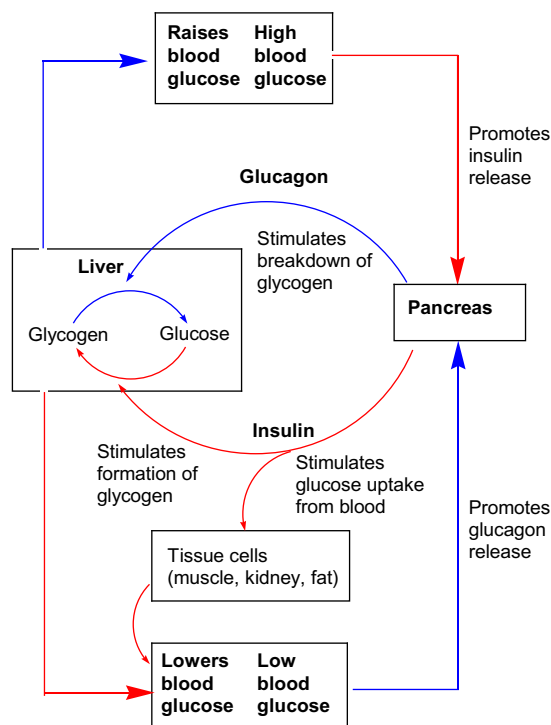 Raises High
blood blood
glucose glucose
Promotes
insulin
release
Glucagon
Stimulates
breakdown of
glycogen
Liver
Glycogen Glucose
Pancreas
Insulin
Stimulates
formation of
glycogen
Stimulates
glucose uptake
from blood
Promotes
glucagon
release
Tissue cells
(muscle, kidney, fat)
Lowers Low
blood blood
glucose glucose